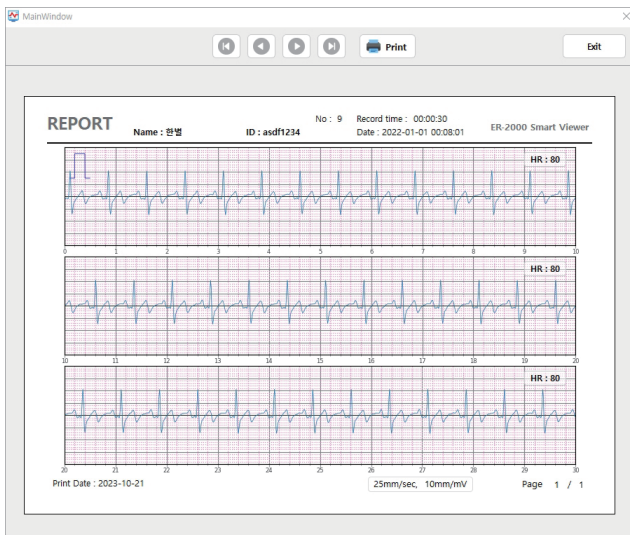 MainWindow
Print
Exit
REPORT
Name : 한별
ID : asdf1234
No : 9
Record time : 00:00:30
Date : 2022-01-01 00:08:01
ER-2000 Smart Viewer
HR : 80
0 1 2 3 4 5 6 7 8 9 10
HR : 80
10 11 12 13 14 15 16 17 18 19 20
HR : 80
20 21 22 23 24 25 26 27 28 29 30
Print Date : 2023-10-21
25mm/sec, 10mm/mV
Page 1 / 1